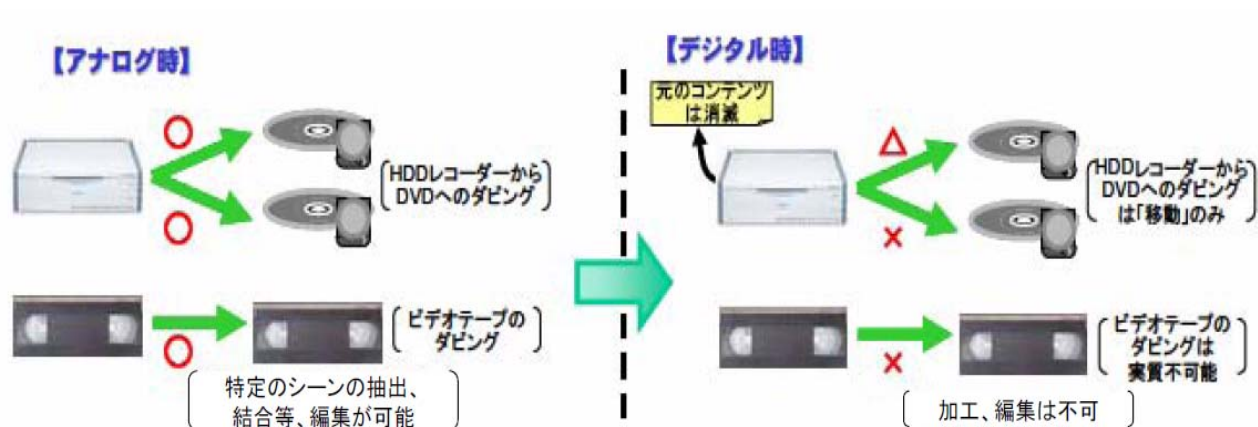 【アナログ時】
○
○
HDDレコーダーから
DVDへのダビング
○
ビデオテープの
ダビング
特定のシーンの抽出、
結合等、編集が可能
【デジタル時】
元のコンテンツ
は消滅
△
×
HDDレコーダーから
DVDへのダビング
は「移動」のみ
×
ビデオテープの
ダビングは
実質不可能
加工、編集は不可